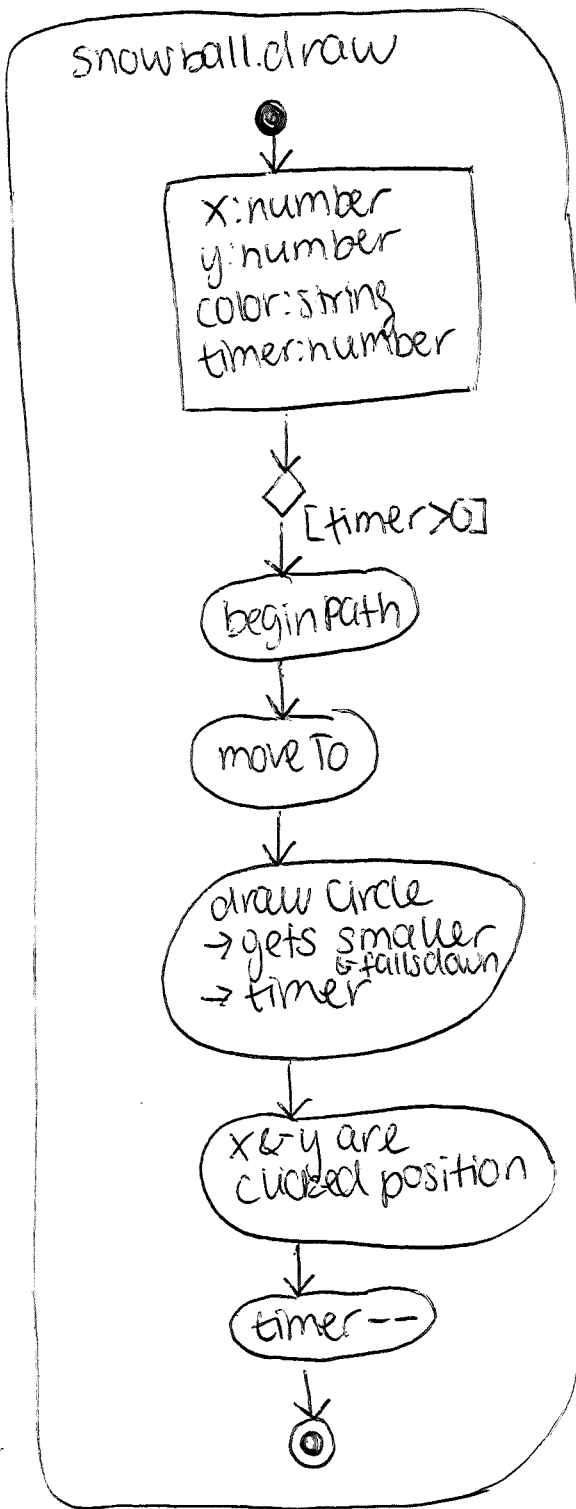 snowball.draw
x:number
y:number
color:string
timer:number
[timer>0]
beginPath
moveTo
draw Circle
→ gets smaller
& falls down
→ timer
x & y are
clicked position
timer--